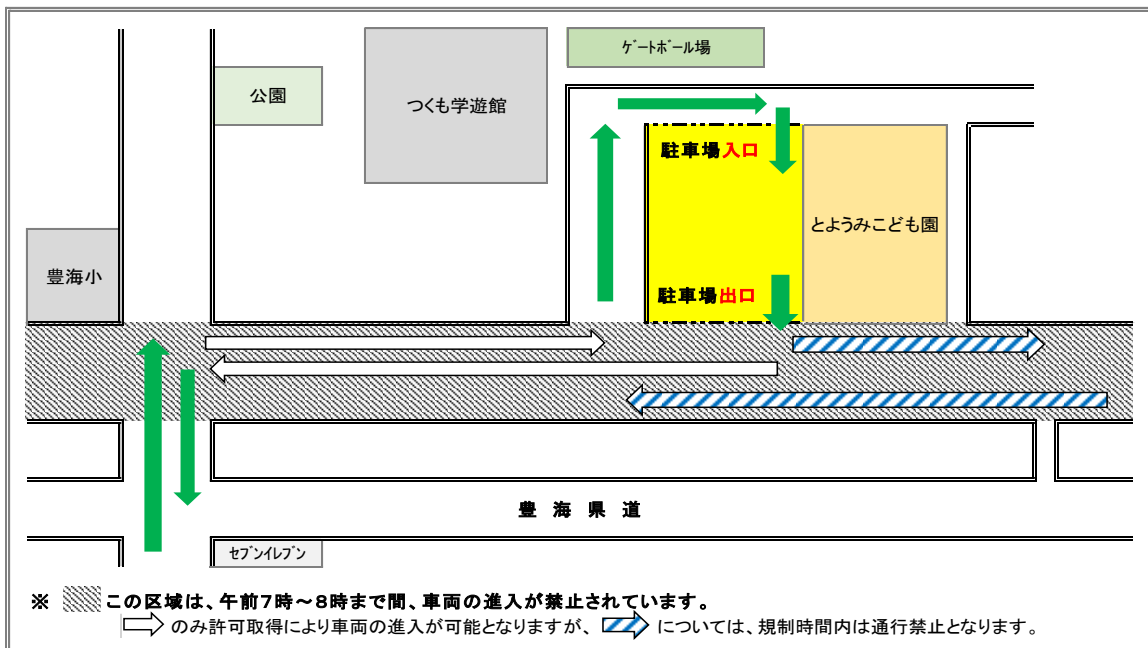 ｹﾞｰﾄﾎﾞｰﾙ場
公園
つくも学遊館
駐車場入口
とようみこども園
豊海小
駐車場出口
豊海県道
ｾﾌﾞﾝｲﾚﾌﾞﾝ
※ この区域は、午前7時～8時まで間、車両の進入が禁止されています。
のみ許可取得により車両の進入が可能となりますが、 については、規制時間内は通行禁止となります。